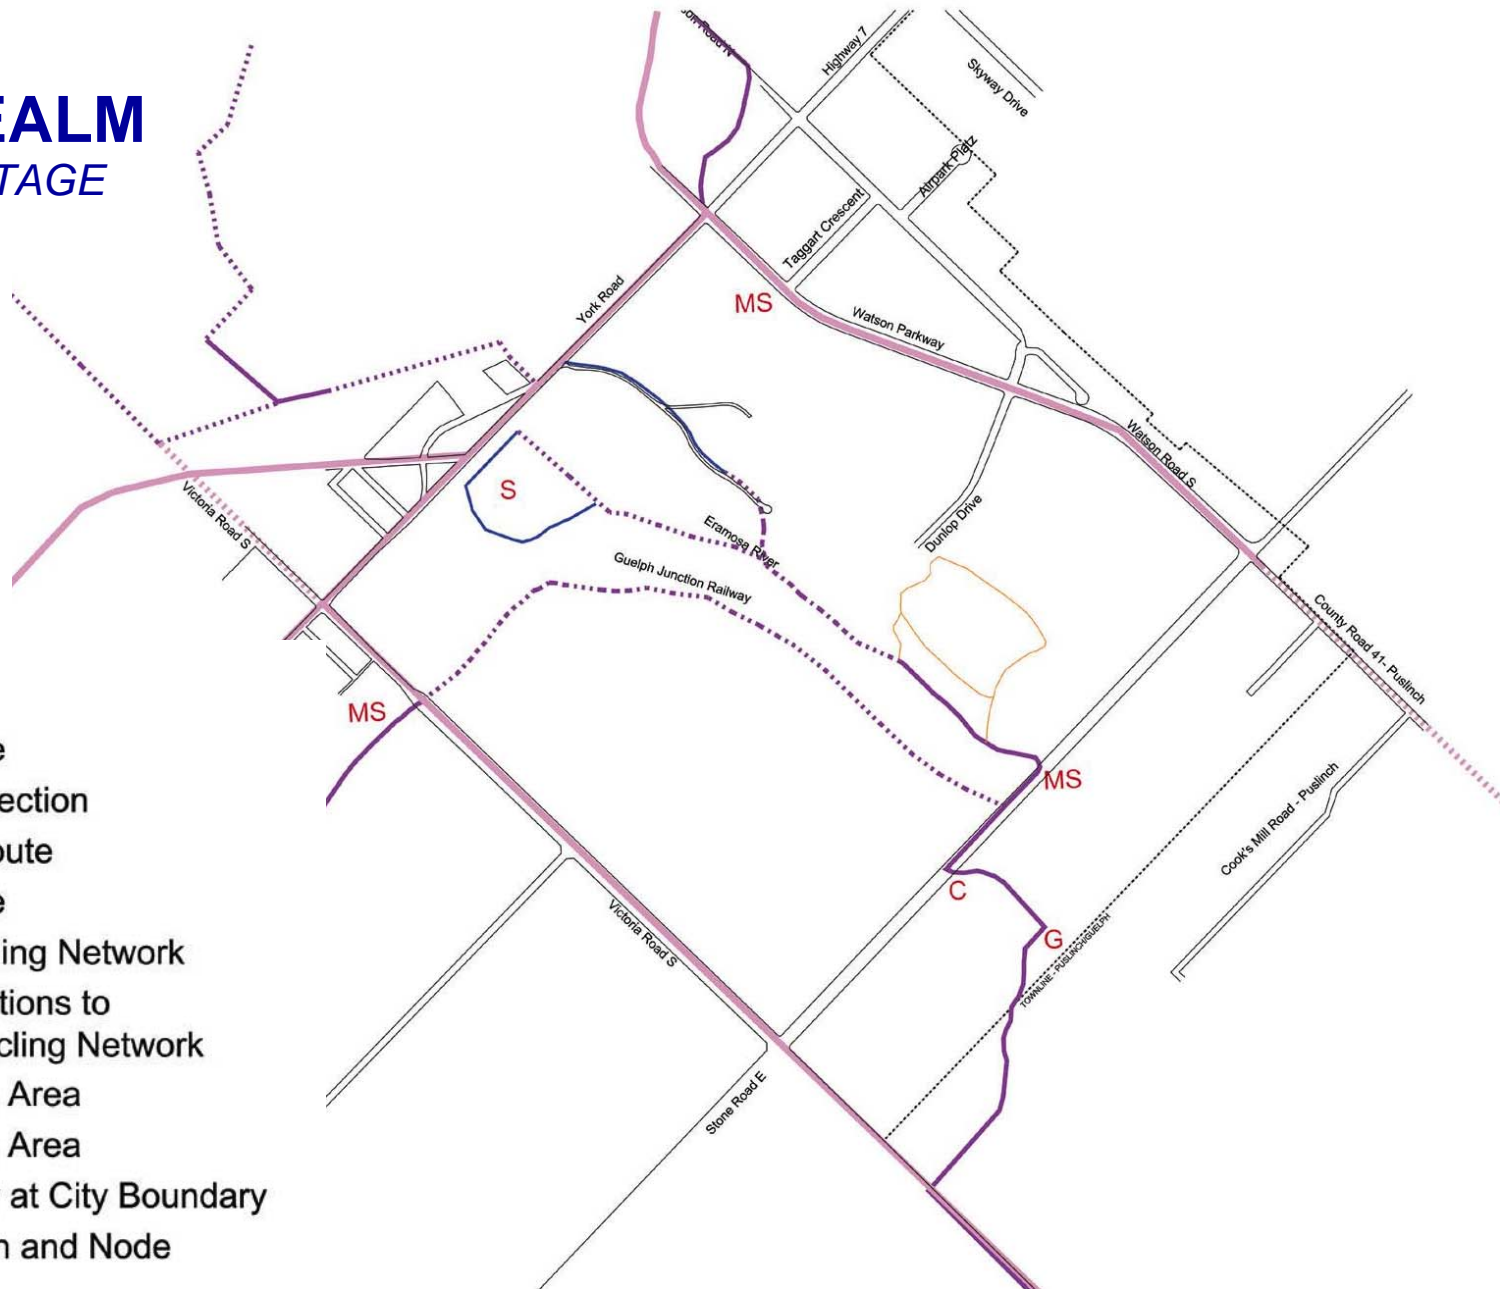 EALM
TAGE
Highway 7
Skyway Drive
Airpark Platz
Taggart Crescent
York Road
MS
Watson Parkway
Watson Road S
Victoria Road S
S
Dunlop Drive
Eramosa River
Guelph Junction Railway
County Road 41- Puslinch
MS
MS
Cook's Mill Road - Puslinch
C
G
TOWNLINE - PUSLINCH/GUELPH
Victoria Road S
Stone Road E
e
ection
oute
e
ing Network
tions to
cling Network
Area
Area
at City Boundary
n and Node